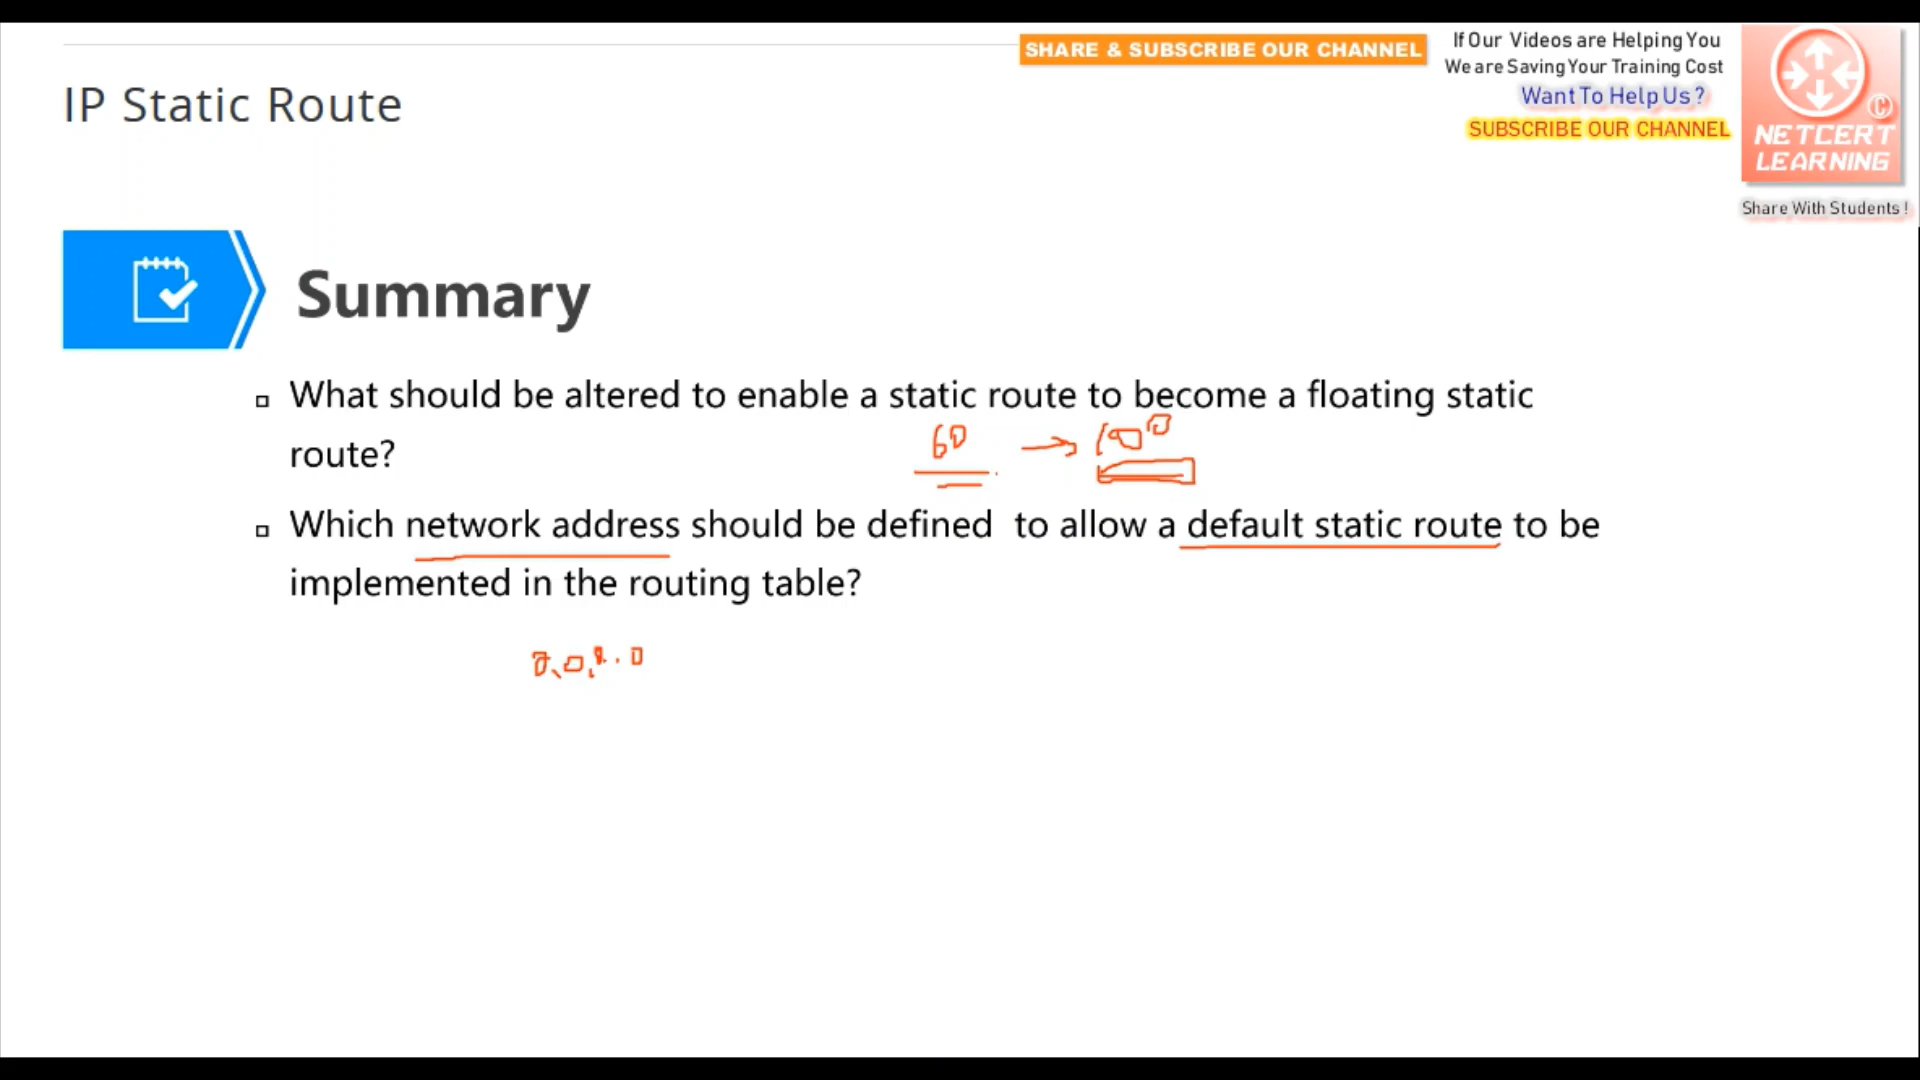 SHARE & SUBSCRIBE OUR CHANNEL
If Our Videos are Helping You
We are Saving Your Training Cost
Want To Help Us ?
SUBSCRIBE OUR CHANNEL
©
NETCERT
LEARNING
Share With Students !
IP Static Route
Summary
What should be altered to enable a static route to become a floating static
route?
60 → 100
Which network address should be defined to allow a default static route to be
implemented in the routing table?
0.0.0.0